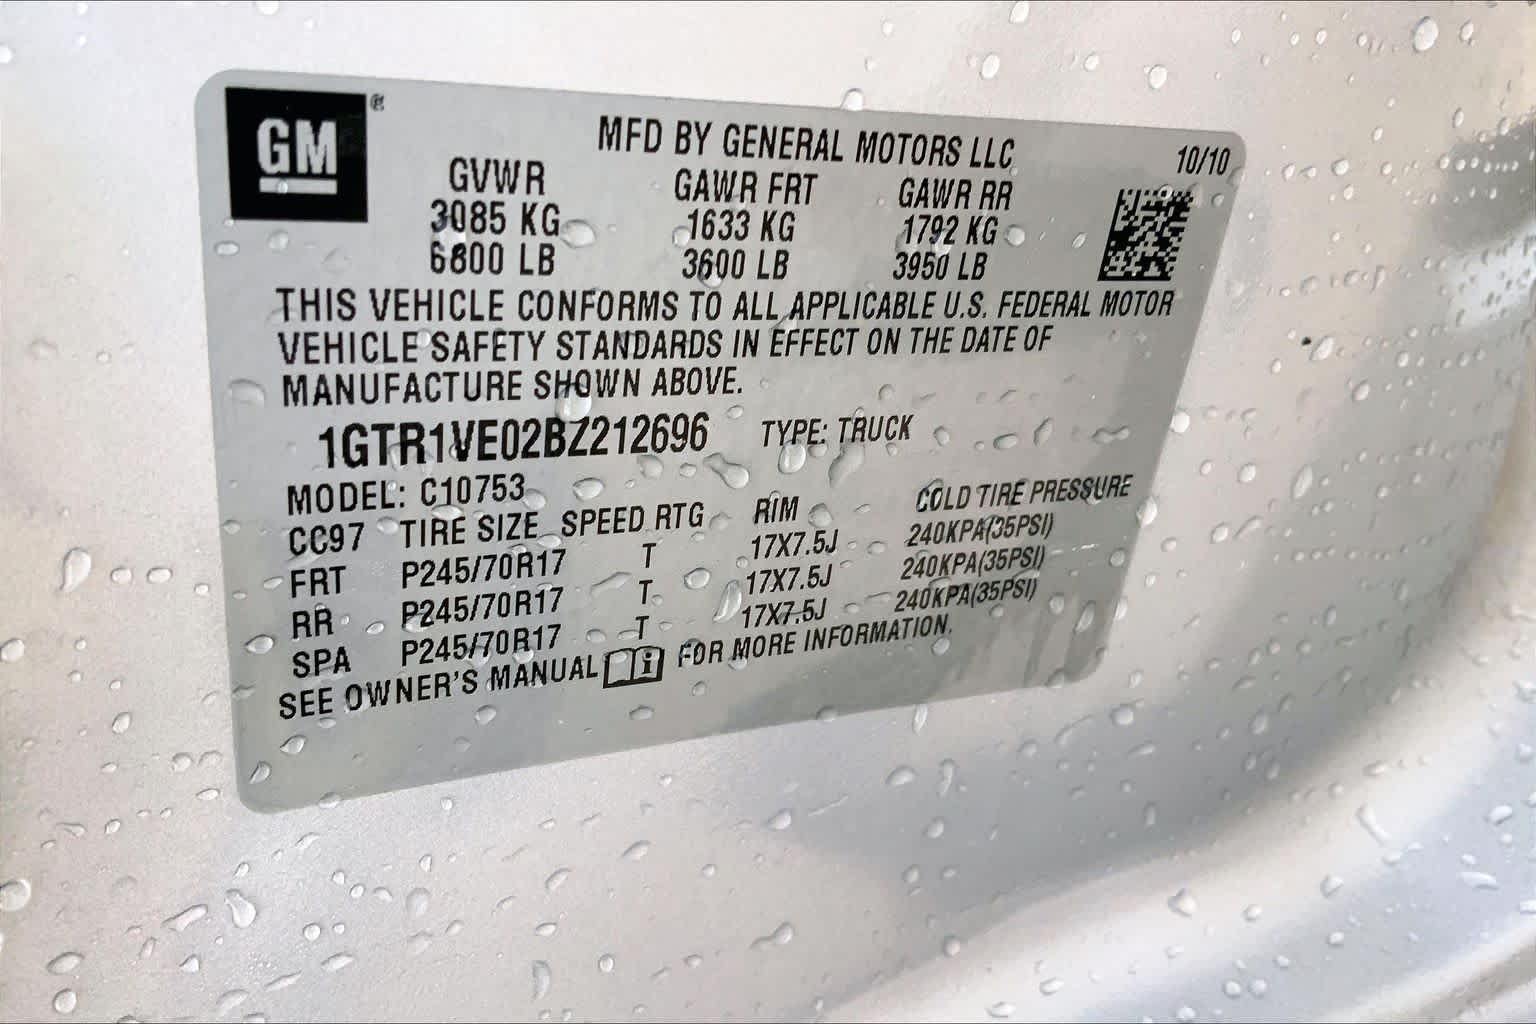 GM®
MFD BY GENERAL MOTORS LLC 10/10
GVWR GAWR FRT GAWR RR
3085 KG 1633 KG 1792 KG
6800 LB 3600 LB 3950 LB
THIS VEHICLE CONFORMS TO ALL APPLICABLE U.S. FEDERAL MOTOR
VEHICLE SAFETY STANDARDS IN EFFECT ON THE DATE OF
MANUFACTURE SHOWN ABOVE.
1GTR1VE02BZ212696 TYPE: TRUCK
MODEL: C10753
CC97 TIRE SIZE SPEED RTG RIM COLD TIRE PRESSURE
FRT P245/70R17 T 17X7.5J 240KPA(35PSI)
RR P245/70R17 T 17X7.5J 240KPA(35PSI)
SPA P245/70R17 T 17X7.5J 240KPA(35PSI)
SEE OWNER'S MANUAL i FOR MORE INFORMATION.